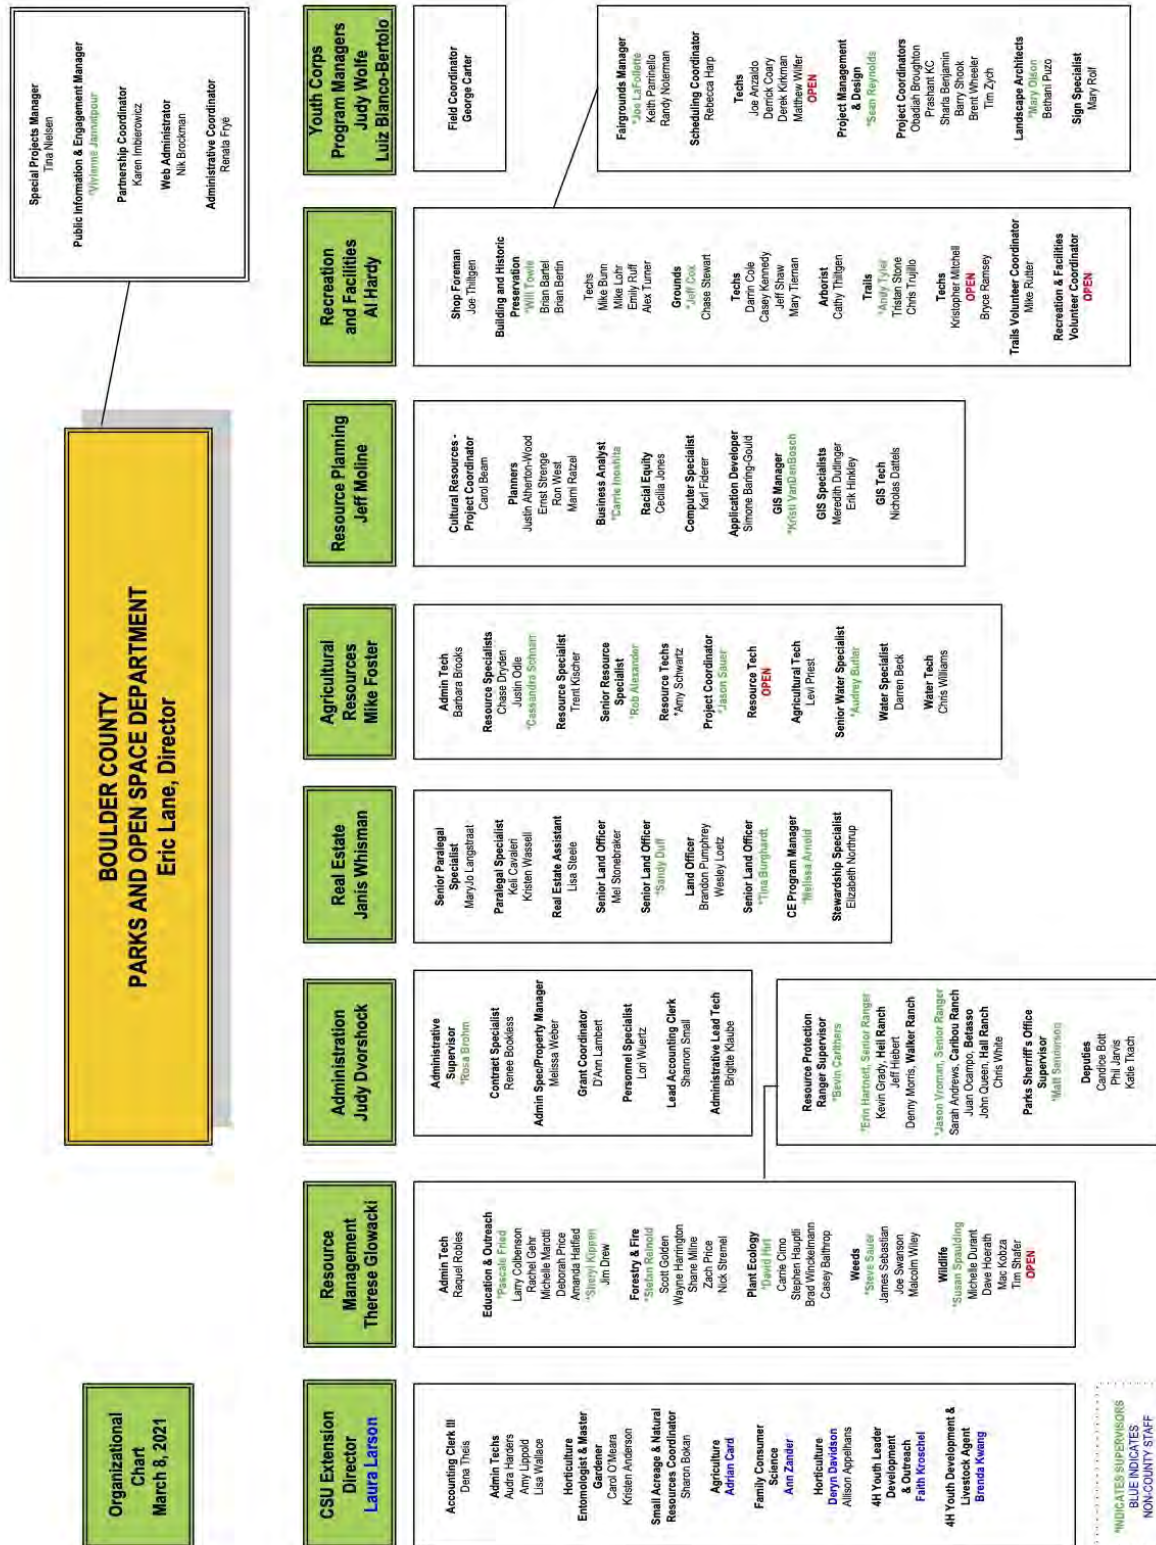 Organizational
Chart
March 8, 2021
BOULDER COUNTY
PARKS AND OPEN SPACE DEPARTMENT
Eric Lane, Director
Special Projects Manager
Tina Nielsen
Public Information & Engagement Manager
*Vivienne Jannatpour
Partnership Coordinator
Karen Imbierowicz
Web Administrator
Nik Brockman
Administrative Coordinator
Renata Frye
CSU Extension
Director
Laura Larson
Accounting Clerk III
Dena Theis
Admin Techs
Audra Harders
Amy Lippold
Lisa Wallace
Horticulture
Entomologist & Master
Gardener
Carol O'Meara
Kristen Anderson
Small Acreage & Natural
Resources Coordinator
Sharon Bokan
Agriculture
Adrian Card
Family Consumer
Science
Ann Zander
Horticulture
Deryn Davidson
Allison Appelhans
4H Youth Leader
Development
& Outreach
Faith Kroschel
4H Youth Development &
Livestock Agent
Brenda Kwang
*INDICATES SUPERVISORS
BLUE INDICATES
NON-COUNTY STAFF
Resource
Management
Therese Glowacki
Admin Tech
Raquel Robles
Education & Outreach
*Pascale Fried
Larry Colbenson
Rachel Gehr
Michelle Marotti
Deborah Price
Amanda Hatfied
*Sheryl Kippen
Jim Drew
Forestry & Fire
*Stefan Reinold
Scott Golden
Wayne Harrington
Shane Milne
Zach Price
Nick Stremel
Plant Ecology
*David Hirt
Carrie Cimo
Stephen Hauptli
Brad Winckelmann
Casey Balthrop
Weeds
*Steve Sauer
James Sebastian
Joe Swanson
Malcolm Wiley
Wildlife
*Susan Spaulding
Michelle Durant
Dave Hoerath
Mac Kobza
Tim Shafer
OPEN
Administration
Judy Dvorshock
Administrative
Supervisor
*Rosa Brohm
Contract Specialist
Renee Bookless
Admin Spec/Property Manager
Melissa Weber
Grant Coordinator
D'Ann Lambert
Personnel Specialist
Lori Wuertz
Lead Accounting Clerk
Shannon Small
Administrative Lead Tech
Brigitte Klaube
Resource Protection
Ranger Supervisor
*Bevin Carithers
*Erin Hartnett, Senior Ranger
Kevin Grady, Heil Ranch
Jeff Hiebert
Denny Morris, Walker Ranch
*Jason Vroman, Senior Ranger
Sarah Andrews, Caribou Ranch
Juan Ocampo, Betasso
John Queen, Hall Ranch
Chris White
Parks Sherriff's Office
Supervisor
*Matt Senderson
Deputies
Candice Bott
Phil Jarvis
Katie Tkach
Real Estate
Janis Whisman
Senior Paralegal
Specialist
MaryJo Langstraat
Paralegal Specialist
Keli Cavaleri
Kristen Wassell
Real Estate Assistant
Lisa Steele
Senior Land Officer
Mel Stonebraker
Senior Land Officer
*Sandy Duff
Land Officer
Brandon Pumphrey
Wesley Loetz
Senior Land Officer
*Tina Burghardt
CE Program Manager
*Melissa Arnold
Stewardship Specialist
Elizabeth Northrup
Agricultural
Resources
Mike Foster
Admin Tech
Barbara Brooks
Resource Specialists
Chase Dryden
Justin Odle
*Cassandra Schnarr
Resource Specialist
Trent Kischer
Senior Resource
Specialist
*Rob Alexander
Resource Techs
*Amy Schwartz
Project Coordinator
*Jason Sauer
Resource Tech
OPEN
Agricultural Tech
Levi Priest
Senior Water Specialist
*Audrey Butler
Water Specialist
Darren Beck
Water Tech
Chris Williams
Resource Planning
Jeff Moline
Cultural Resources -
Project Coordinator
Carol Beam
Planners
Justin Atherton-Wood
Ernst Strenge
Ron West
Marni Ratzel
Business Analyst
*Carrie Inoshita
Racial Equity
Cecilia Jones
Computer Specialist
Karl Fiderer
Application Developer
Simone Baring-Gould
GIS Manager
*Kristi VanDenBosch
GIS Specialists
Meredith Dutlinger
Erik Hinkley
GIS Tech
Nicholas Dattels
Recreation
and Facilities
Al Hardy
Shop Foreman
Joe Thiltgen
Building and Historic
Preservation
*Will Towle
Brian Bartel
Brian Bertin
Techs
Mike Bunn
Mike Luhr
Emily Ruff
Alex Turner
Grounds
*Jeff Cox
Chase Stewart
Techs
Darrin Cole
Casey Kennedy
Jeff Shaw
Mary Tiernan
Arborist
Cathy Thiltgen
Trails
*Andy Tyler
Tristan Stone
Chris Trujillo
Techs
Kristopher Mitchell
OPEN
Bryce Ramsey
Trails Volunteer Coordinator
Mike Rutter
Recreation & Facilities
Volunteer Coordinator
OPEN
Youth Corps
Program Managers
Judy Wolfe
Luiz Bianco-Bertolo
Field Coordinator
George Carter
Fairgrounds Manager
*Joe LaFollette
Keith Parrinello
Randy Noterman
Scheduling Coordinator
Rebecca Harp
Techs
Joe Anzaldo
Derrick Coary
Derek Kirkman
Matthew Wilfer
OPEN
Project Management
& Design
*Sean Reynolds
Project Coordinators
Obadiah Broughton
Prashant KC
Sharla Benjamin
Barry Shook
Brent Wheeler
Tim Zych
Landscape Architects
*Mary Olson
Bethani Puzo
Sign Specialist
Mary Rolf